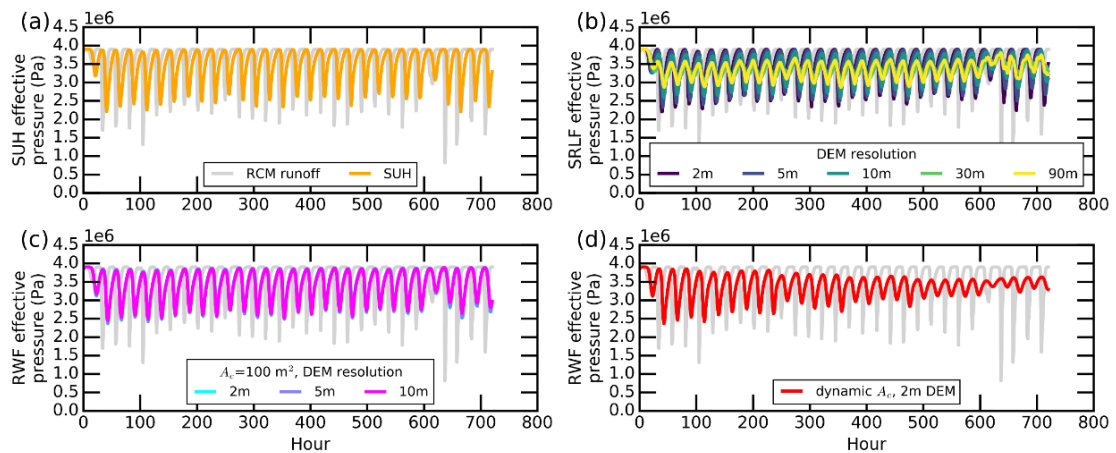 (a)
1e6
SUH effective
pressure (Pa)
4.5
4.0
3.5
3.0
2.5
2.0
1.5
1.0
0.5
0.0
RCM runoff SUH
0 100 200 300 400 500 600 700 800
(b)
1e6
SRLF effective
pressure (Pa)
4.5
4.0
3.5
3.0
2.5
2.0
1.5
1.0
0.5
0.0
DEM resolution
2m 5m 10m 30m 90m
0 100 200 300 400 500 600 700 800
(c)
1e6
RWF effective
pressure (Pa)
4.5
4.0
3.5
3.0
2.5
2.0
1.5
1.0
0.5
0.0
A_c=100 m², DEM resolution
2m 5m 10m
0 100 200 300 400 500 600 700 800
Hour
(d)
1e6
RWF effective
pressure (Pa)
4.5
4.0
3.5
3.0
2.5
2.0
1.5
1.0
0.5
0.0
dynamic A_c, 2m DEM
0 100 200 300 400 500 600 700 800
Hour